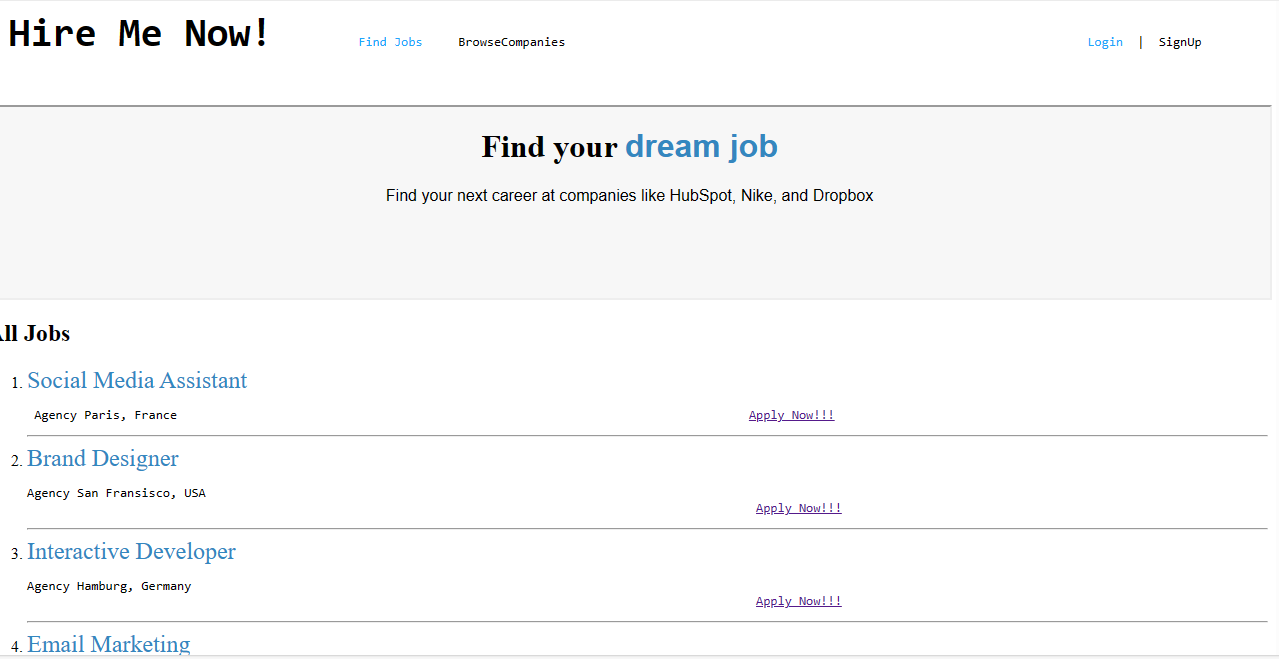 Hire Me Now! Find Jobs BrowseCompanies Login | SignUp
Find your dream job
Find your next career at companies like HubSpot, Nike, and Dropbox
All Jobs
1. Social Media Assistant
Agency Paris, France Apply Now!!!
2. Brand Designer
Agency San Fransisco, USA
Apply Now!!!
3. Interactive Developer
Agency Hamburg, Germany
Apply Now!!!
4. Email Marketing